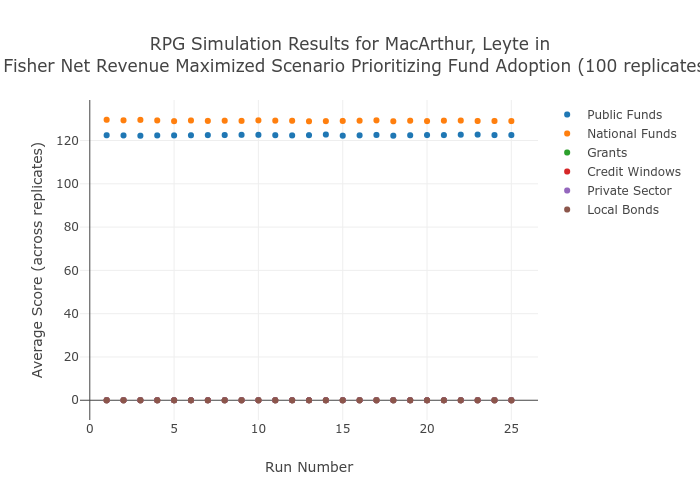 RPG Simulation Results for MacArthur, Leyte in
Fisher Net Revenue Maximized Scenario Prioritizing Fund Adoption (100 replicates
Average Score (across replicates)
120
100
80
60
40
20
0
0
5
10
15
20
25
Run Number
Public Funds
National Funds
Grants
Credit Windows
Private Sector
Local Bonds